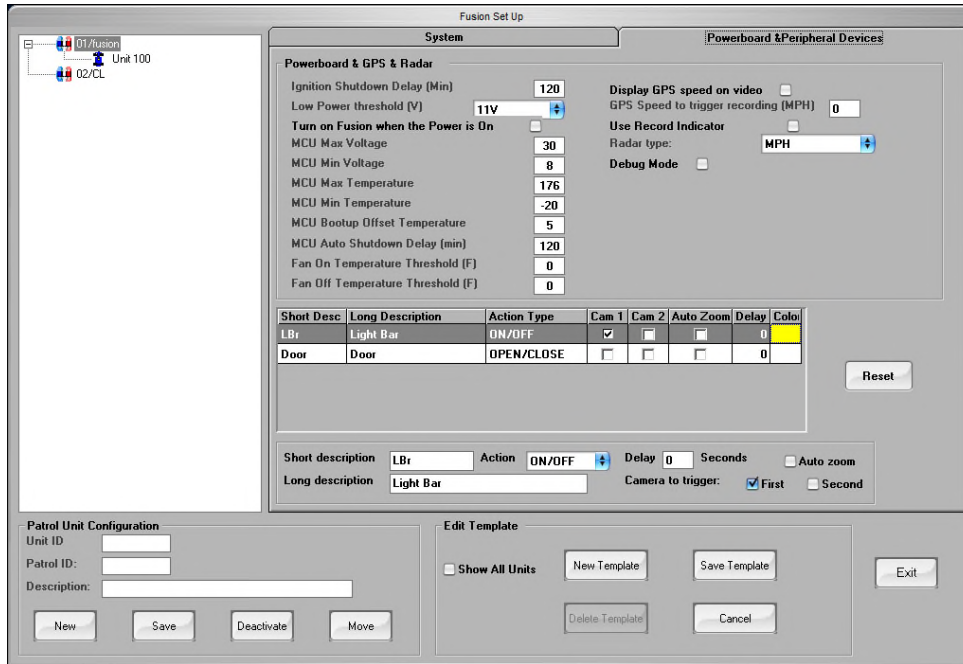 Fusion Set Up
01/fusion
Unit 100
02/CL
System
Powerboard &Peripheral Devices
Powerboard & GPS & Radar
Ignition Shutdown Delay (Min) 120
Low Power threshold (V) 11V
Turn on Fusion when the Power is On
MCU Max Voltage 30
MCU Min Voltage 8
MCU Max Temperature 176
MCU Min Temperature -20
MCU Bootup Offset Temperature 5
MCU Auto Shutdown Delay (min) 120
Fan On Temperature Threshold (F) 0
Fan Off Temperature Threshold (F) 0
Display GPS speed on video
GPS Speed to trigger recording (MPH) 0
Use Record Indicator
Radar type: MPH
Debug Mode
Short Desc Long Description Action Type Cam 1 Cam 2 Auto Zoom Delay Color
LBr Light Bar ON/OFF 0
Door Door OPEN/CLOSE 0
Reset
Short description LBr Action ON/OFF Delay 0 Seconds Auto zoom
Long description Light Bar Camera to trigger: First Second
Patrol Unit Configuration
Unit ID
Patrol ID:
Description:
New Save Deactivate Move
Edit Template
Show All Units
New Template Save Template
Delete Template Cancel
Exit